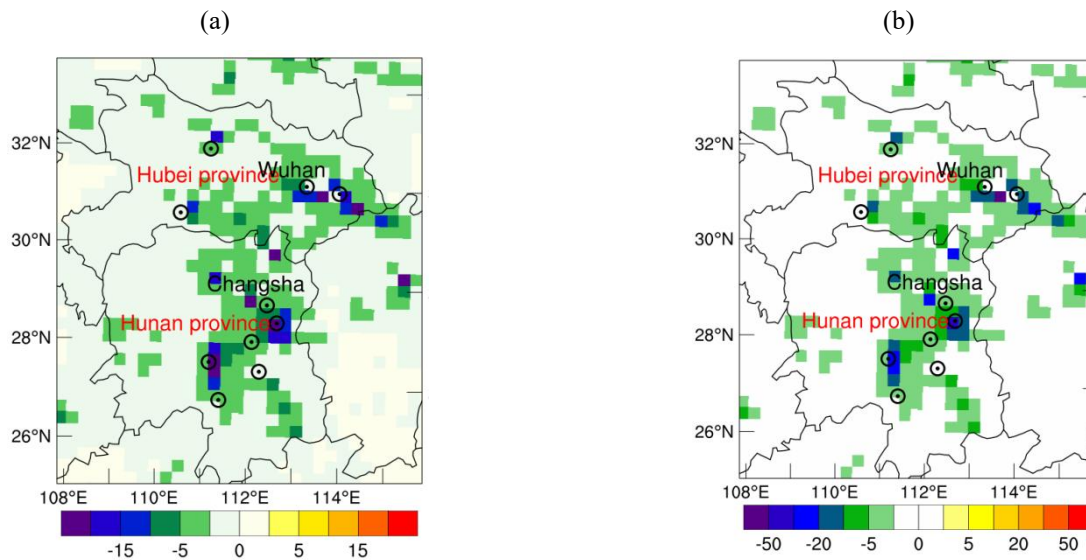 (a)
(b)
32°N
30°N
28°N
26°N
Hubei province
Wuhan
Changsha
Hunan province
108°E 110°E 112°E 114°E
-15 -5 0 5 15
32°N
30°N
28°N
26°N
Hubei province
Wuhan
Changsha
Hunan province
108°E 110°E 112°E 114°E
-50 -20 -5 0 5 20 50